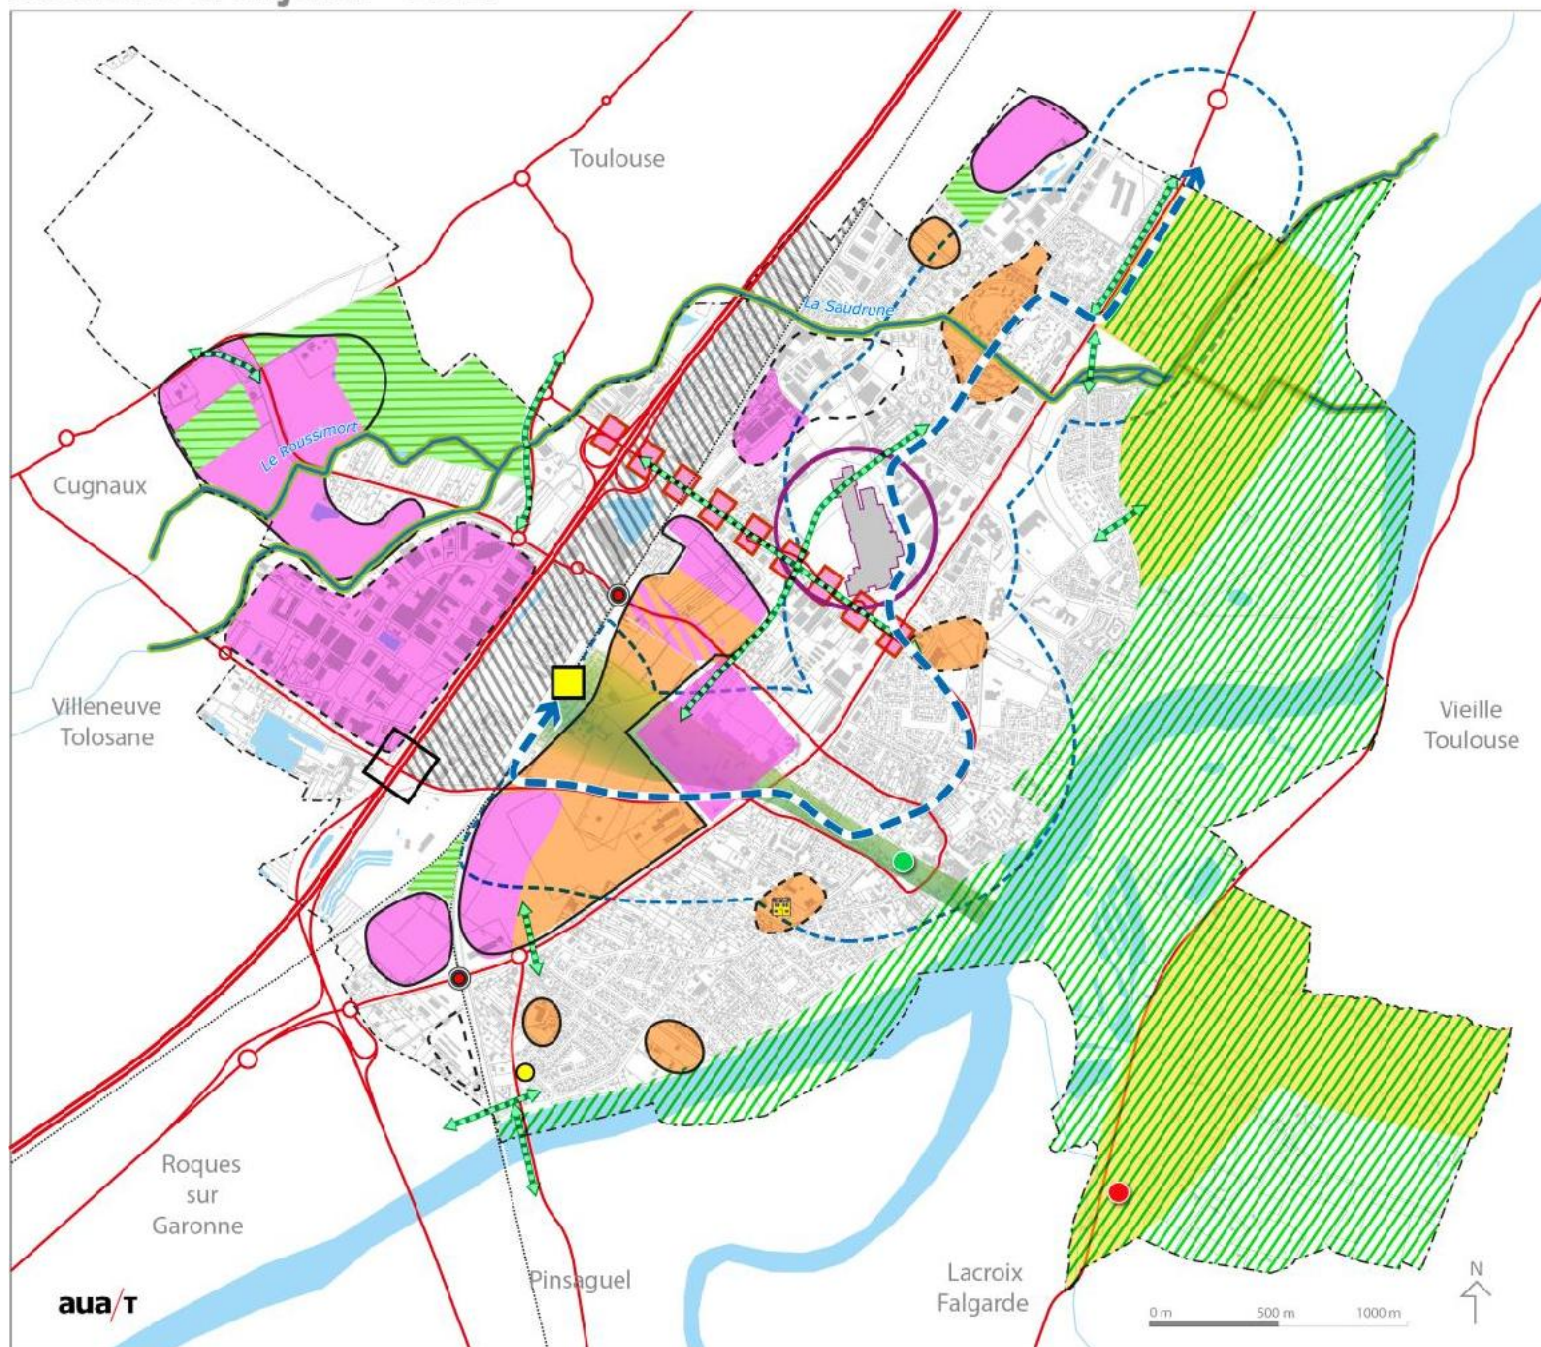 Toulouse
La Saudrune
Le Roussimort
Cugnaux
Villeneuve
Tolosane
Vieille
Toulouse
Roques
sur
Garonne
Pinsaguel
Lacroix
Falgarde
N
aua/T
0 m 500 m 1000 m